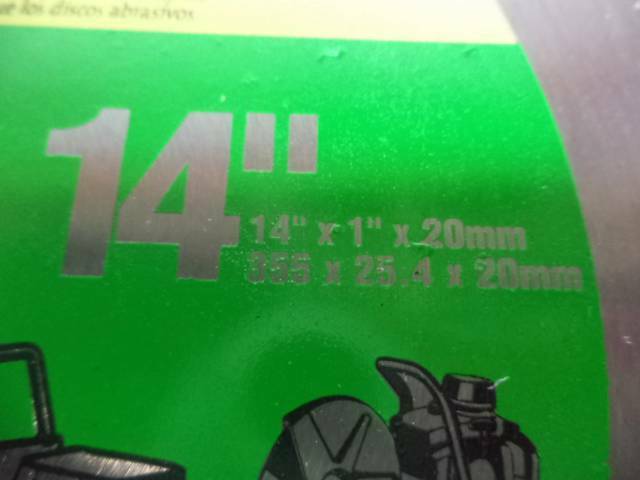 los discos abrasivos
14"
14" x 1" x 20mm
355 x 25.4 x 20mm